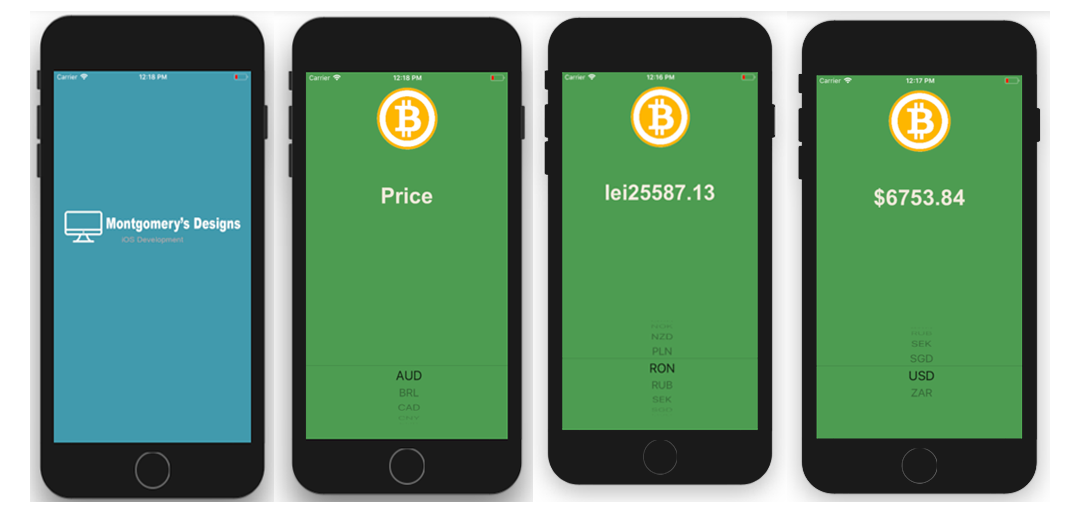 Carrier 12:18 PM
Montgomery's Designs
iOS Development
Carrier 12:18 PM
Price
AUD
BRL
CAD
CNY
Carrier 12:16 PM
lei25587.13
NOK
NZD
PLN
RON
RUB
SEK
SGD
Carrier 12:17 PM
$6753.84
RUB
SEK
SGD
USD
ZAR